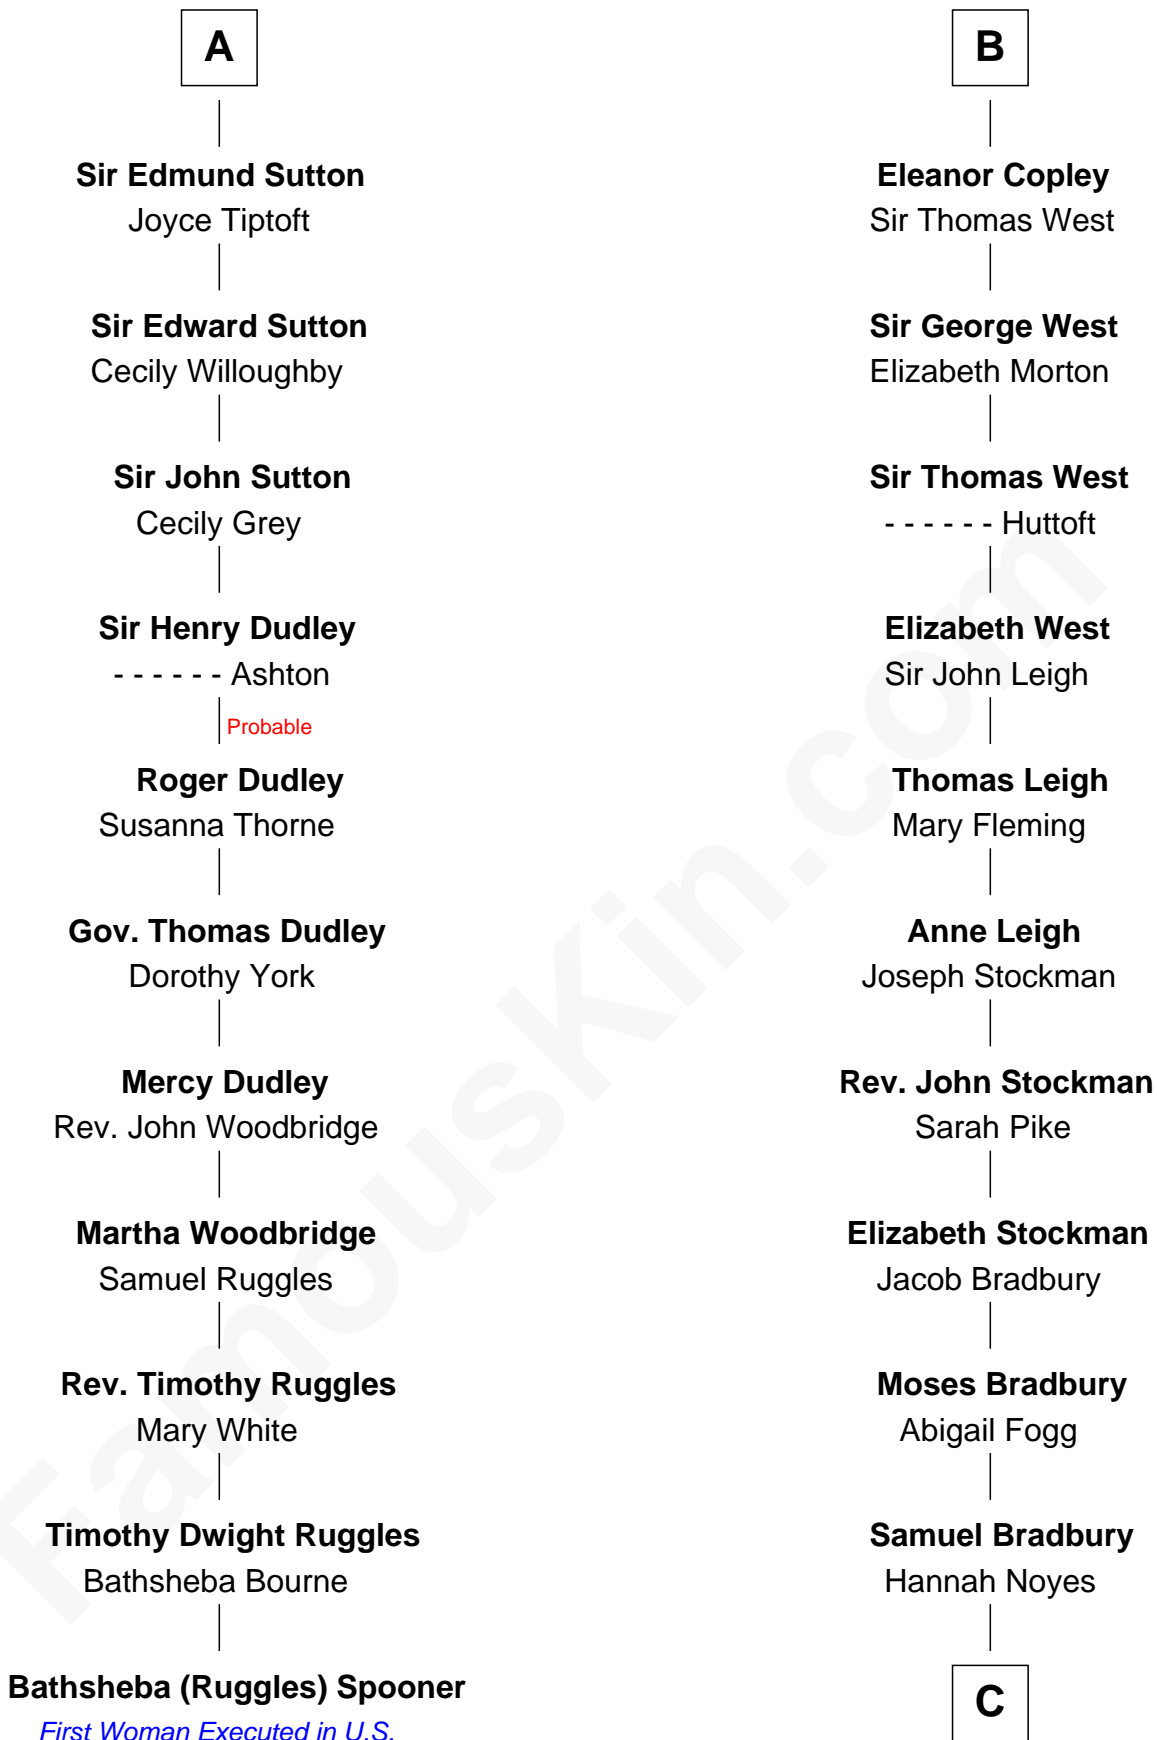 A
Sir Edmund Sutton
Joyce Tiptoft
Sir Edward Sutton
Cecily Willoughby
Sir John Sutton
Cecily Grey
Sir Henry Dudley
- - - - - - Ashton
Probable
Roger Dudley
Susanna Thorne
Gov. Thomas Dudley
Dorothy York
Mercy Dudley
Rev. John Woodbridge
Martha Woodbridge
Samuel Ruggles
Rev. Timothy Ruggles
Mary White
Timothy Dwight Ruggles
Bathsheba Bourne
Bathsheba (Ruggles) Spooner
First Woman Executed in U.S.
B
Eleanor Copley
Sir Thomas West
Sir George West
Elizabeth Morton
Sir Thomas West
- - - - - - Huttoft
Elizabeth West
Sir John Leigh
Thomas Leigh
Mary Fleming
Anne Leigh
Joseph Stockman
Rev. John Stockman
Sarah Pike
Elizabeth Stockman
Jacob Bradbury
Moses Bradbury
Abigail Fogg
Samuel Bradbury
Hannah Noyes
C
FamousKin.com